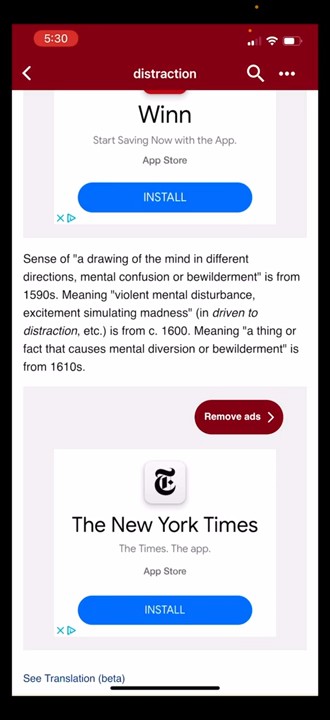 5:30
distraction
Winn
Start Saving Now with the App.
App Store
INSTALL
Sense of "a drawing of the mind in different
directions, mental confusion or bewilderment" is from
1590s. Meaning "violent mental disturbance,
excitement simulating madness" (in driven to
distraction, etc.) is from c. 1600. Meaning "a thing or
fact that causes mental diversion or bewilderment" is
from 1610s.
Remove ads
The New York Times
The Times. The app.
App Store
INSTALL
See Translation (beta)